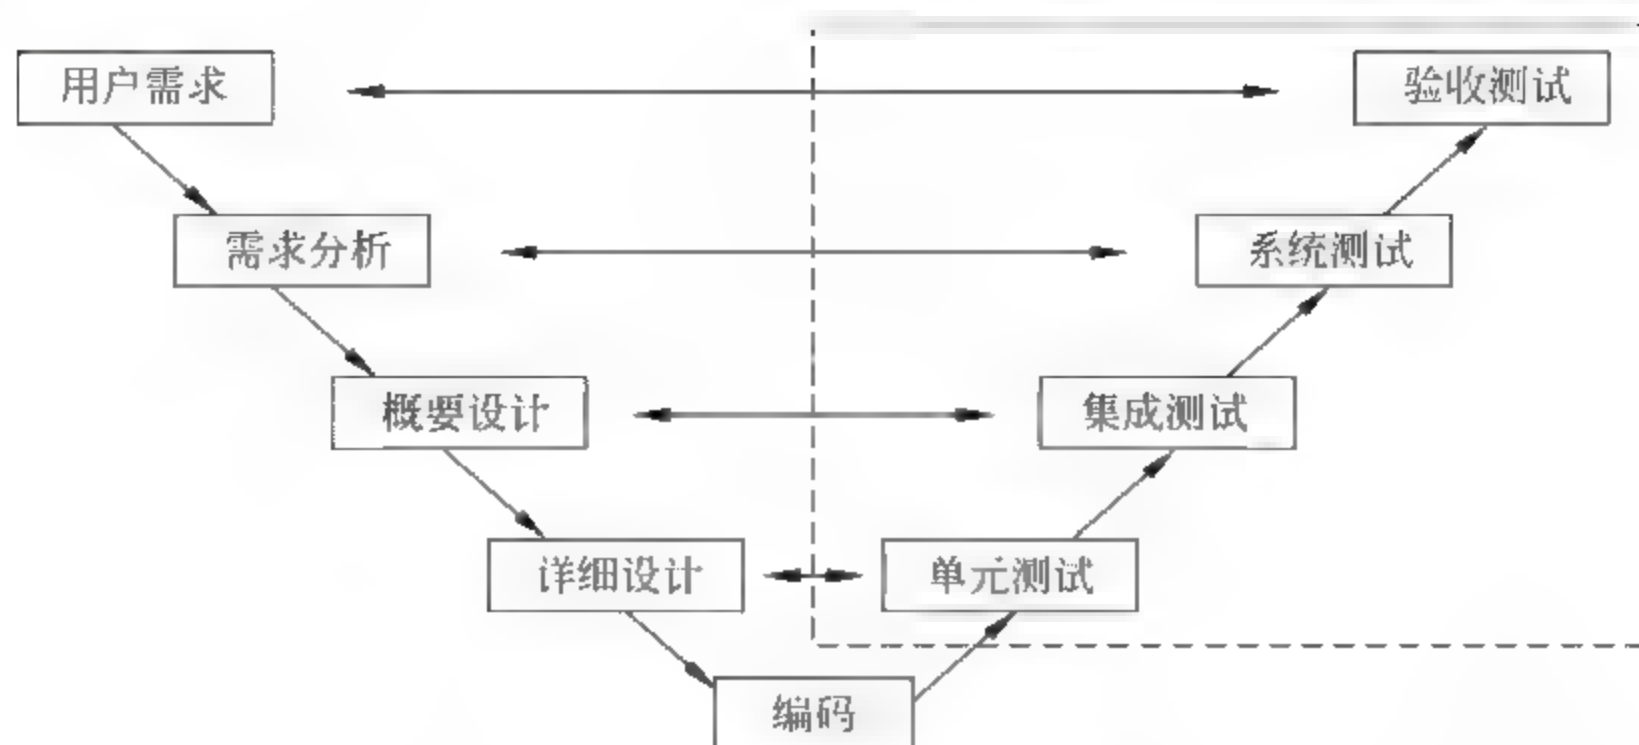 用户需求
验收测试
需求分析
系统测试
概要设计
集成测试
详细设计
单元测试
编码